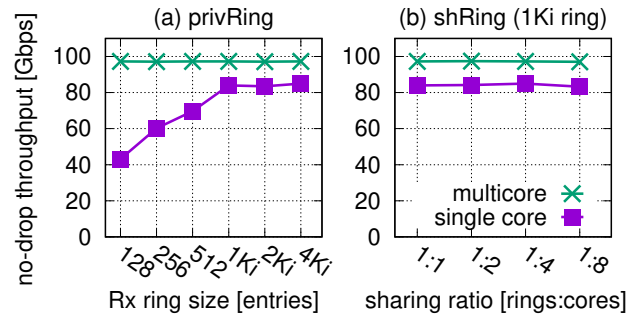 (a) privRing
(b) shRing (1Ki ring)
no-drop throughput [Gbps]
100
80
60
40
20
0
128
256
512
1Ki
2Ki
4Ki
Rx ring size [entries]
100
80
60
40
20
0
multicore
single core
1:1
1:2
1:4
1:8
sharing ratio [rings:cores]